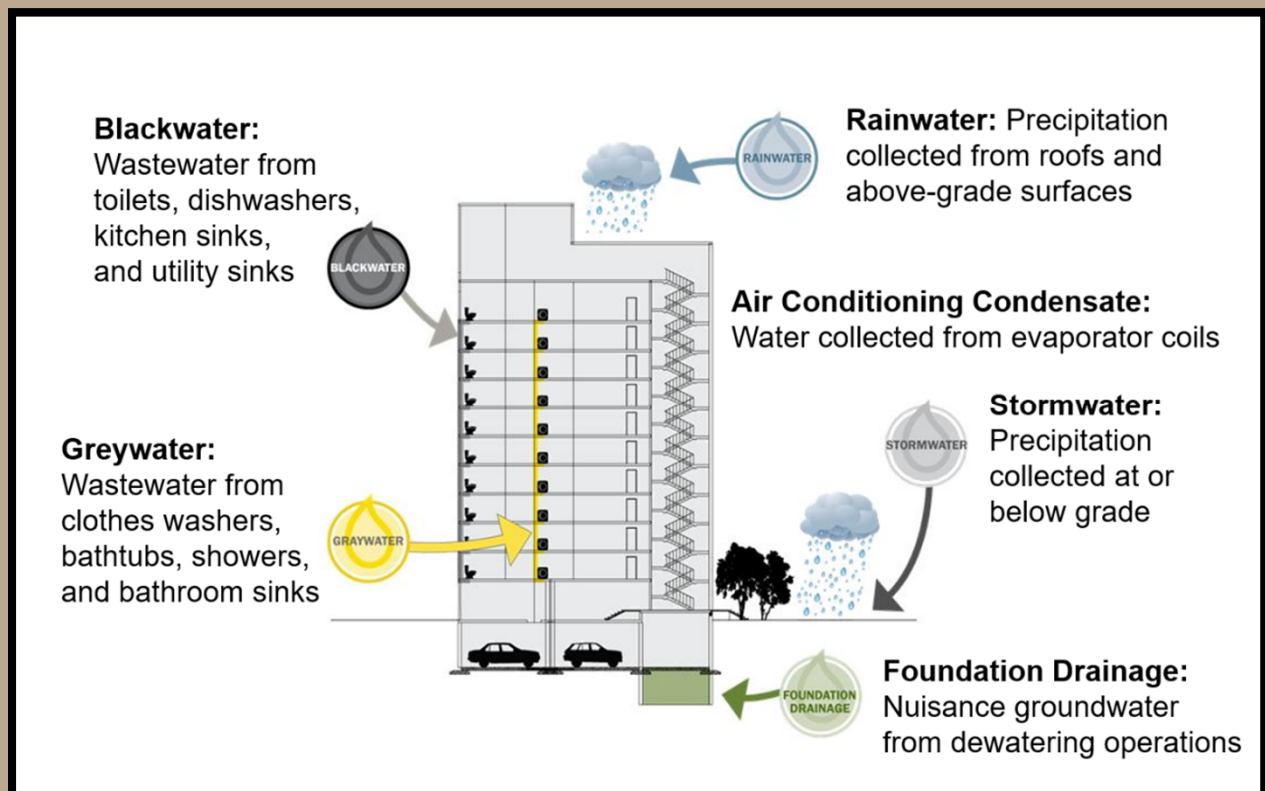 Blackwater:
Wastewater from
toilets, dishwashers,
kitchen sinks,
and utility sinks
BLACKWATER
RAINWATER
Rainwater: Precipitation
collected from roofs and
above-grade surfaces
Air Conditioning Condensate:
Water collected from evaporator coils
STORMWATER
Stormwater:
Precipitation
collected at or
below grade
Greywater:
Wastewater from
clothes washers,
bathtubs, showers,
and bathroom sinks
GRAYWATER
FOUNDATION
DRAINAGE
Foundation Drainage:
Nuisance groundwater
from dewatering operations